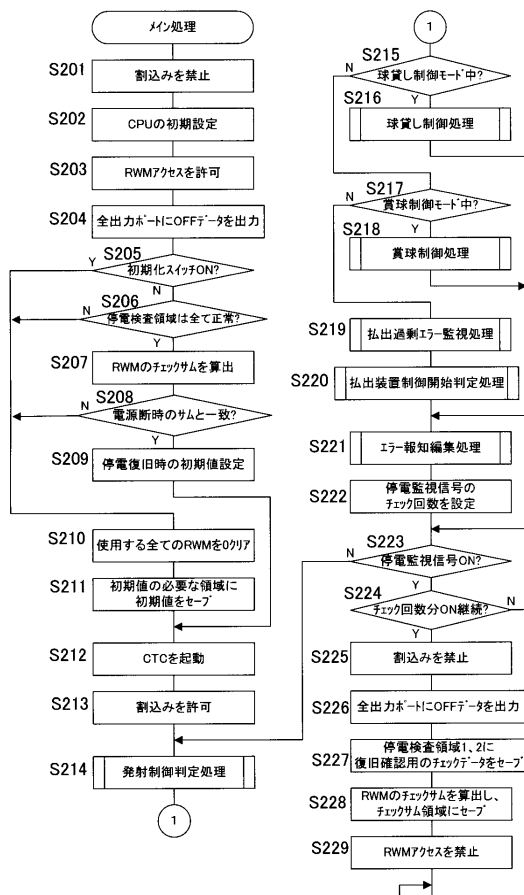 メイン処理
S201
割込みを禁止
S202
CPUの初期設定
S203
RWMアクセスを許可
S204
全出力ポートにOFFデータを出力
S205
Y
初期化スイッチON?
N
S206
N
停電検査領域は全て正常?
Y
S207
RWMのチェックサムを算出
S208
N
電源断時のサムと一致?
Y
S209
停電復旧時の初期値設定
S210
使用する全てのRWMを0クリア
S211
初期値の必要な領域に
初期値をセーブ
S212
CTCを起動
S213
割込みを許可
S214
発射制御判定処理
1
1
S215
N
球貸し制御モード中?
Y
S216
球貸し制御処理
S217
N
賞球制御モード中?
Y
S218
賞球制御処理
S219
払出過剰エラー監視処理
S220
払出装置制御開始判定処理
S221
エラー報知編集処理
S222
停電監視信号の
チェック回数を設定
S223
N
停電監視信号ON?
Y
S224
チェック回数分ON継続?
N
Y
S225
割込みを禁止
S226
全出力ポートにOFFデータを出力
S227
停電検査領域1、2に
復旧確認用のチェックデータをセーブ
S228
RWMのチェックサムを算出し、
チェックサム領域にセーブ
S229
RWMアクセスを禁止